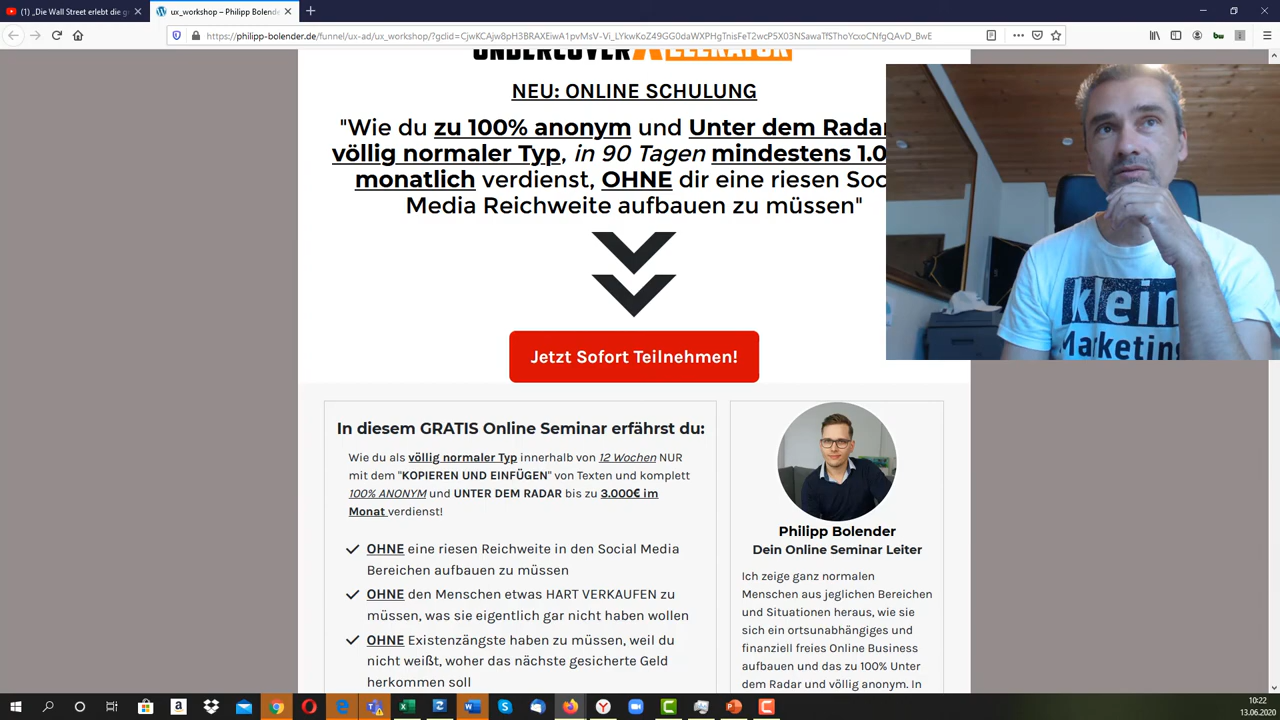 (1) „Die Wall Street erlebt die g
ux_workshop – Philipp Bolende
https://philipp-bolender.de/funnel/ux-ad/ux_workshop/?gclid=
NEU: ONLINE SCHULUNG
"Wie du zu 100% anonym und Unter dem Radar
völlig normaler Typ, in 90 Tagen mindestens 1.0
monatlich verdienst, OHNE dir eine riesen Soc
Media Reichweite aufbauen zu müssen"
Jetzt Sofort Teilnehmen!
In diesem GRATIS Online Seminar erfährst du:
Wie du als völlig normaler Typ innerhalb von 12 Wochen NUR
mit dem "KOPIEREN UND EINFÜGEN" von Texten und komplett
100% ANONYM und UNTER DEM RADAR bis zu 3.000€ im
Monat verdienst!
OHNE eine riesen Reichweite in den Social Media
Bereichen aufbauen zu müssen
OHNE den Menschen etwas HART VERKAUFEN zu
müssen, was sie eigentlich gar nicht haben wollen
OHNE Existenzängste haben zu müssen, weil du
nicht weißt, woher das nächste gesicherte Geld
herkommen soll
Philipp Bolender
Dein Online Seminar Leiter
Ich zeige ganz normalen
Menschen aus jeglichen Bereichen
und Situationen heraus, wie sie
sich ein ortsunabhängiges und
finanziell freies Online Business
aufbauen und das zu 100% Unter
dem Radar und völlig anonym. In
klein
Marketing
10:22
13.06.2020